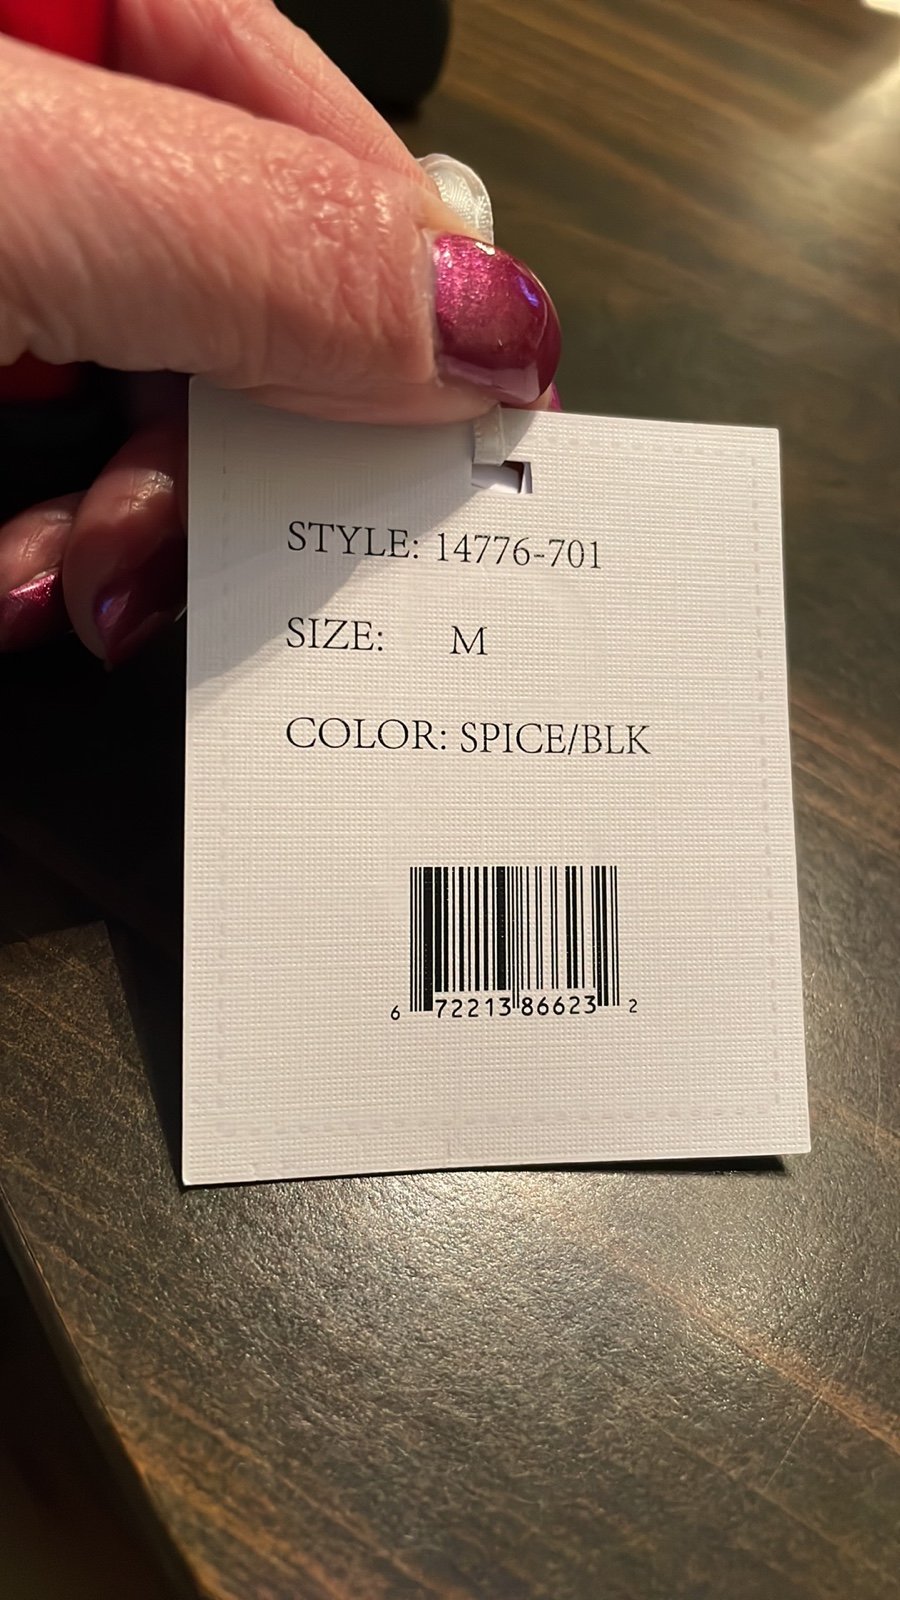 STYLE: 14776-701
SIZE: M
COLOR: SPICE/BLK
6 72213 86623 2